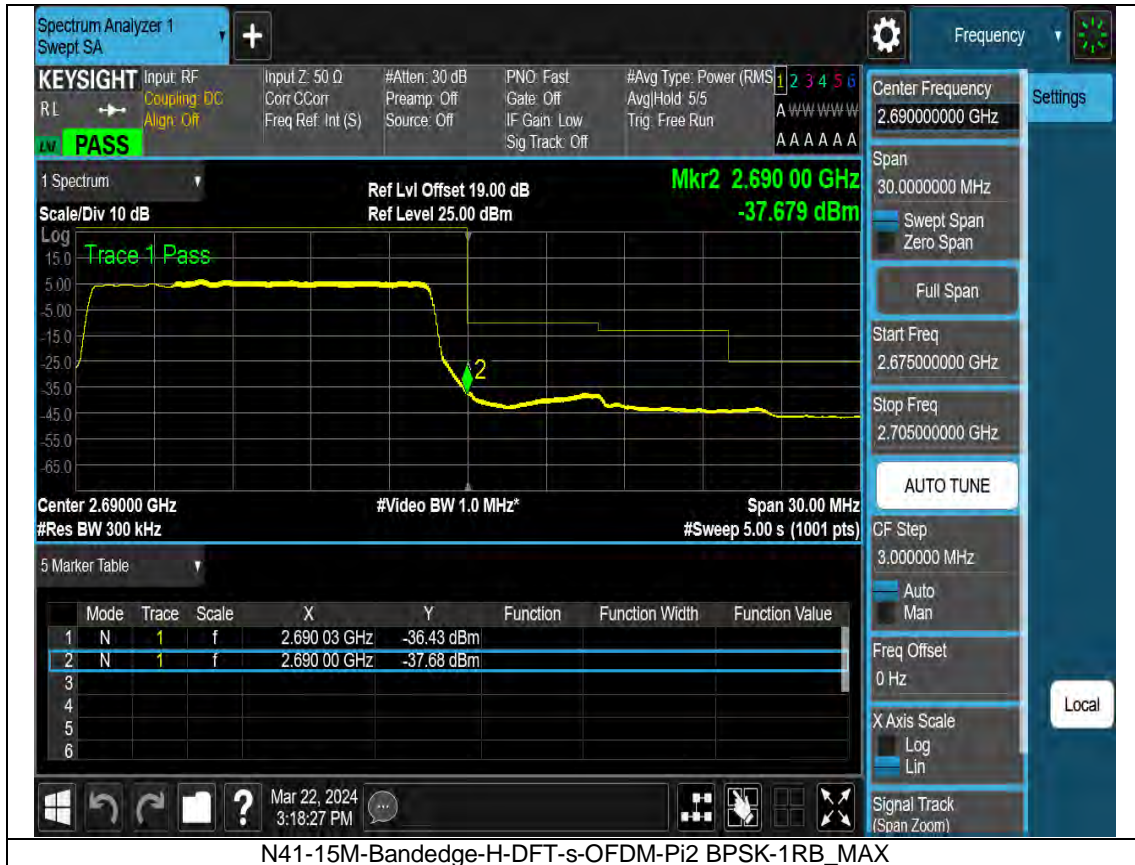 Spectrum Analyzer 1
Swept SA
Frequency
KEYSIGHT
RL
PASS
Input: RF
Coupling: DC
Align: Off
Input Z: 50 Ω
Corr CCorr
Freq Ref: Int (S)
#Atten: 30 dB
Preamp: Off
Source: Off
PNO: Fast
Gate: Off
IF Gain: Low
Sig Track: Off
#Avg Type: Power (RMS
Avg|Hold: 5/5
Trig: Free Run
1 2 3 4 5 6
A W W W W W
A A A A A A
1 Spectrum
Scale/Div 10 dB
Ref Lvl Offset 19.00 dB
Ref Level 25.00 dBm
Mkr2 2.690 00 GHz
-37.679 dBm
Log
Trace 1 Pass
15.0
5.00
-5.00
-15.0
-25.0
-35.0
-45.0
-55.0
-65.0
2
Center 2.69000 GHz
#Res BW 300 kHz
#Video BW 1.0 MHz*
Span 30.00 MHz
#Sweep 5.00 s (1001 pts)
5 Marker Table
Mode Trace Scale X Y Function Function Width Function Value
1 N 1 f 2.690 03 GHz -36.43 dBm
2 N 1 f 2.690 00 GHz -37.68 dBm
3
4
5
6
Mar 22, 2024
3:18:27 PM
Center Frequency
2.690000000 GHz
Settings
Span
30.0000000 MHz
Swept Span
Zero Span
Full Span
Start Freq
2.675000000 GHz
Stop Freq
2.705000000 GHz
AUTO TUNE
CF Step
3.000000 MHz
Auto
Man
Freq Offset
0 Hz
X Axis Scale
Log
Lin
Local
Signal Track
(Span Zoom)
N41-15M-Bandedge-H-DFT-s-OFDM-Pi2 BPSK-1RB_MAX